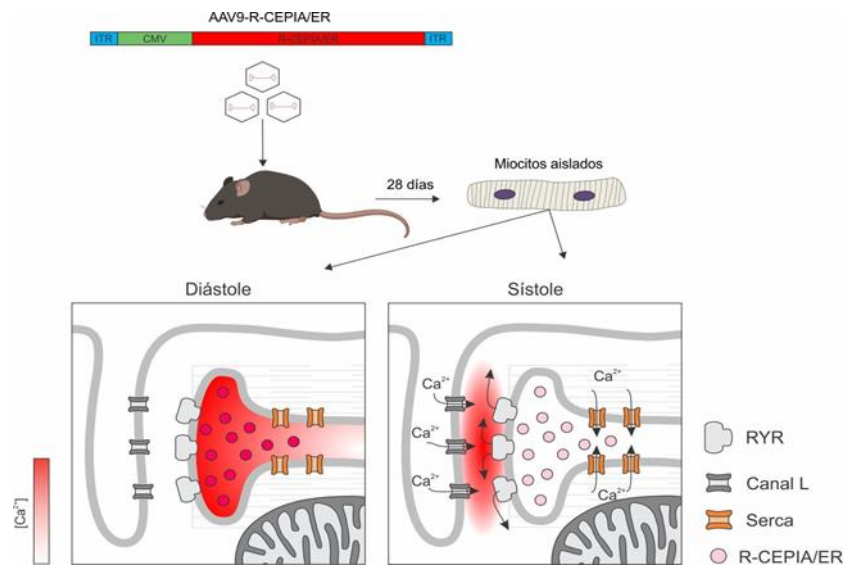 AAV9-R-CEPIA/ER
ITR CMV R-CEPIA/ER ITR
28 días
Miocitos aislados
Diástole
Sístole
Ca²⁺
Ca²⁺
Ca²⁺
Ca²⁺
Ca²⁺
RYR
Canal L
Serca
R-CEPIA/ER
[Ca²⁺]